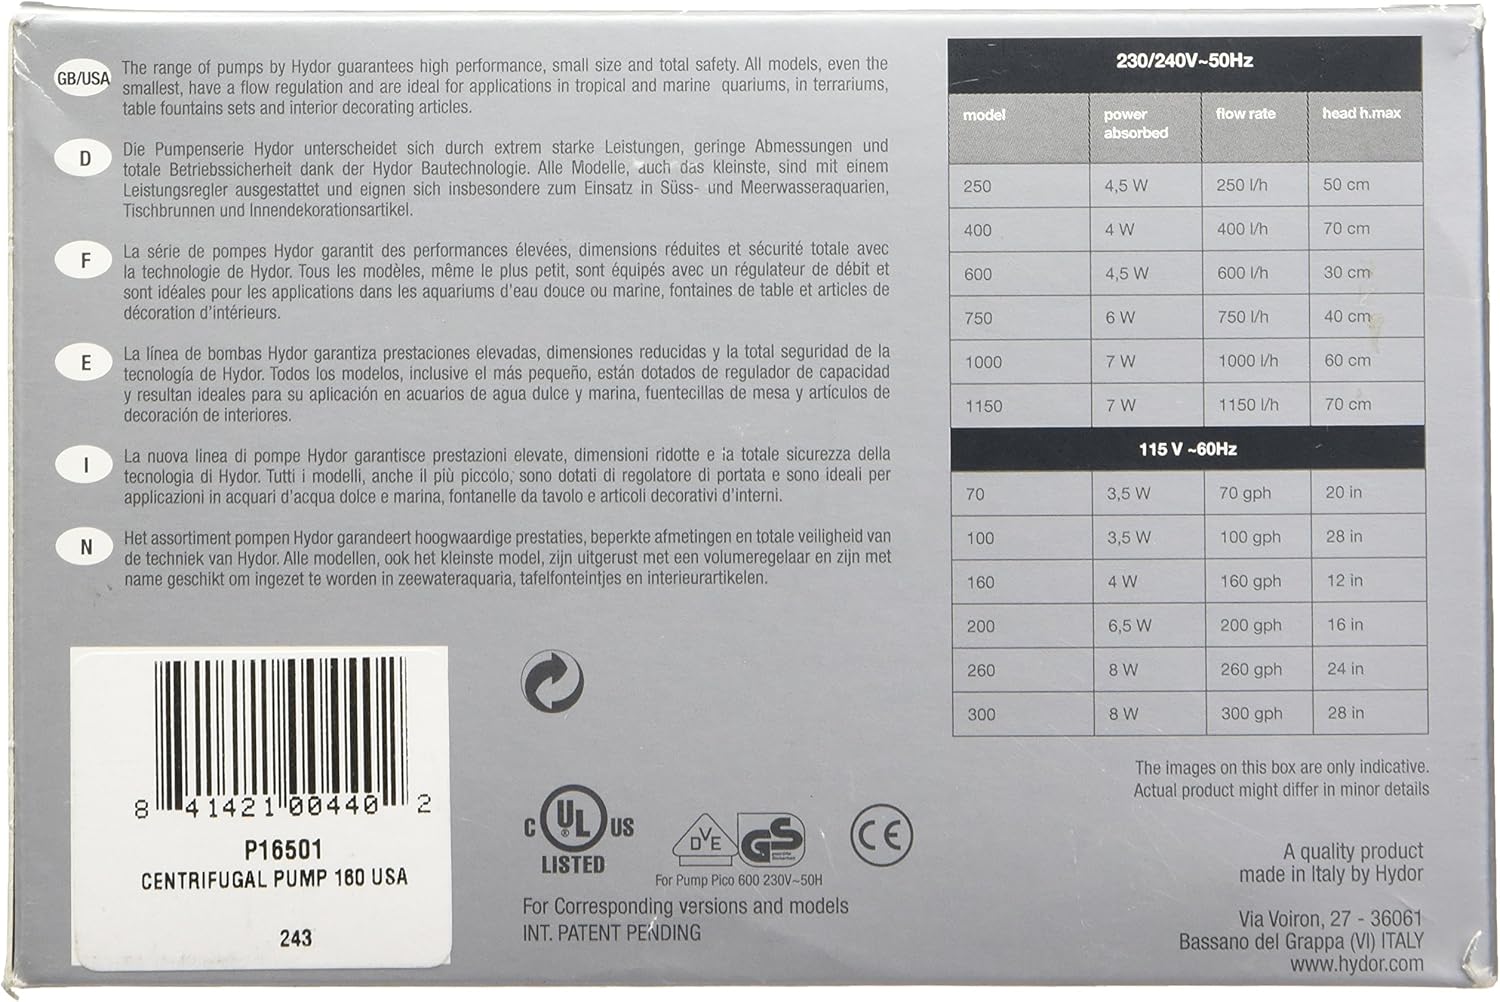 GB/USA
The range of pumps by Hydor guarantees high performance, small size and total safety. All models, even the
smallest, have a flow regulation and are ideal for applications in tropical and marine quariums, in terrariums,
table fountains sets and interior decorating articles.
D
Die Pumpenserie Hydor unterscheidet sich durch extrem starke Leistungen, geringe Abmessungen und
totale Betriebssicherheit dank der Hydor Bautechnologie. Alle Modelle, auch das kleinste, sind mit einem
Leistungsregler ausgestattet und eignen sich insbesondere zum Einsatz in Süss- und Meerwasseraquarien,
Tischbrunnen und Innendekorationsartikel.
F
La série de pompes Hydor garantit des performances élevées, dimensions réduites et sécurité totale avec
la technologie de Hydor. Tous les modèles, même le plus petit, sont équipés avec un régulateur de débit et
sont idéales pour les applications dans les aquariums d'eau douce ou marine, fontaines de table et articles de
décoration d'intérieurs.
E
La línea de bombas Hydor garantiza prestaciones elevadas, dimensiones reducidas y la total seguridad de la
tecnología de Hydor. Todos los modelos, inclusive el más pequeño, están dotados de regulador de capacidad
y resultan ideales para su aplicación en acuarios de agua dulce y marina, fuentecillas de mesa y artículos de
decoración de interiores.
I
La nuova linea di pompe Hydor garantisce prestazioni elevate, dimensioni ridotte e la totale sicurezza della
tecnologia di Hydor. Tutti i modelli, anche il più piccolo, sono dotati di regolatore di portata e sono ideali per
applicazioni in acquari d'acqua dolce e marina, fontanelle da tavolo e articoli decorativi d'interni.
N
Het assortiment pompen Hydor garandeert hoogwaardige prestaties, beperkte afmetingen en totale veiligheid van
de techniek van Hydor. Alle modellen, ook het kleinste model, zijn uitgerust met een volumeregelaar en zijn met
name geschikt om ingezet te worden in zeewateraquaria, tafelfonteintjes en interieurartikelen.
230/240V~50Hz
model power absorbed flow rate head h.max
250 4,5 W 250 l/h 50 cm
400 4 W 400 l/h 70 cm
600 4,5 W 600 l/h 30 cm
750 6 W 750 l/h 40 cm
1000 7 W 1000 l/h 60 cm
1150 7 W 1150 l/h 70 cm
115 V ~60Hz
70 3,5 W 70 gph 20 in
100 3,5 W 100 gph 28 in
160 4 W 160 gph 12 in
200 6,5 W 200 gph 16 in
260 8 W 260 gph 24 in
300 8 W 300 gph 28 in
The images on this box are only indicative.
Actual product might differ in minor details
A quality product
made in Italy by Hydor
Via Voiron, 27 - 36061
Bassano del Grappa (VI) ITALY
www.hydor.com
8 41421 00440 2
P16501
CENTRIFUGAL PUMP 160 USA
243
C UL ® US
LISTED
DVE
GS
geprüfte
Sicherheit
CE
For Pump Pico 600 230V~50H
For Corresponding versions and models
INT. PATENT PENDING